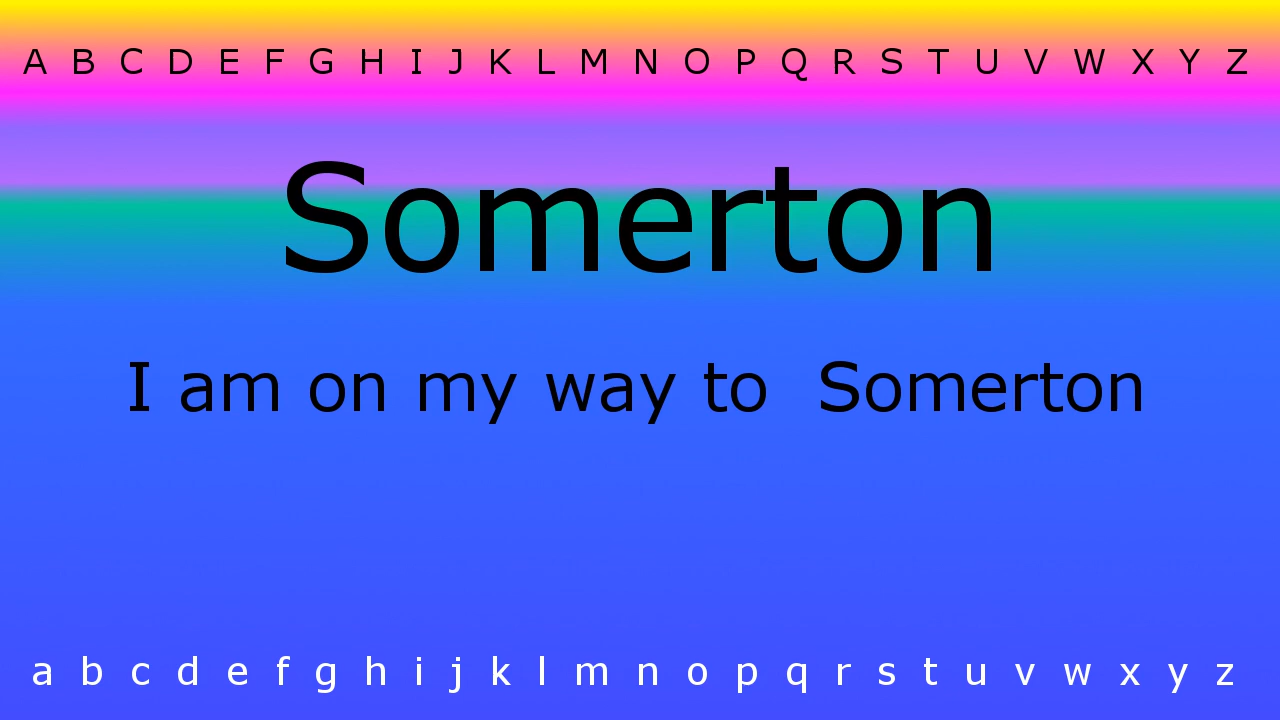 A B C D E F G H I J K L M N O P Q R S T U V W X Y Z
Somerton
I am on my way to  Somerton
a b c d e f g h i j k l m n o p q r s t u v w x y z